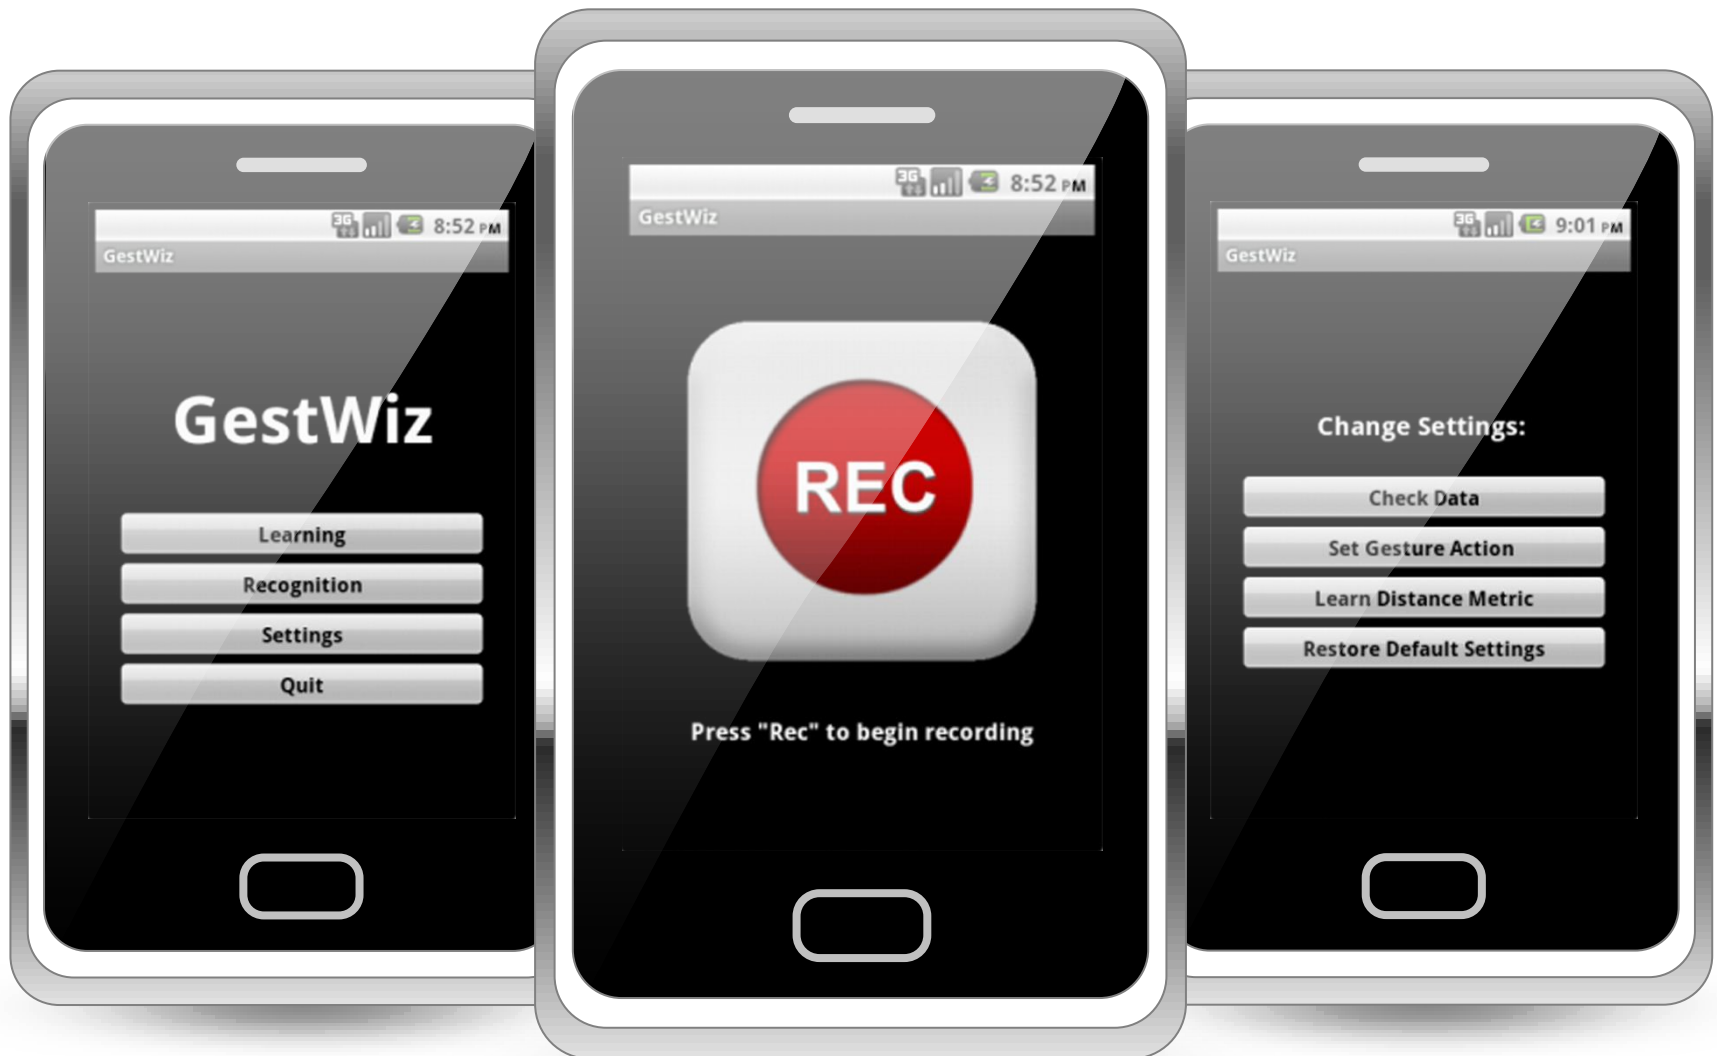 3G 8:52 PM
GestWiz
GestWiz
Learning
Recognition
Settings
Quit
3G 8:52 PM
GestWiz
REC
Press "Rec" to begin recording
3G 9:01 PM
GestWiz
Change Settings:
Check Data
Set Gesture Action
Learn Distance Metric
Restore Default Settings